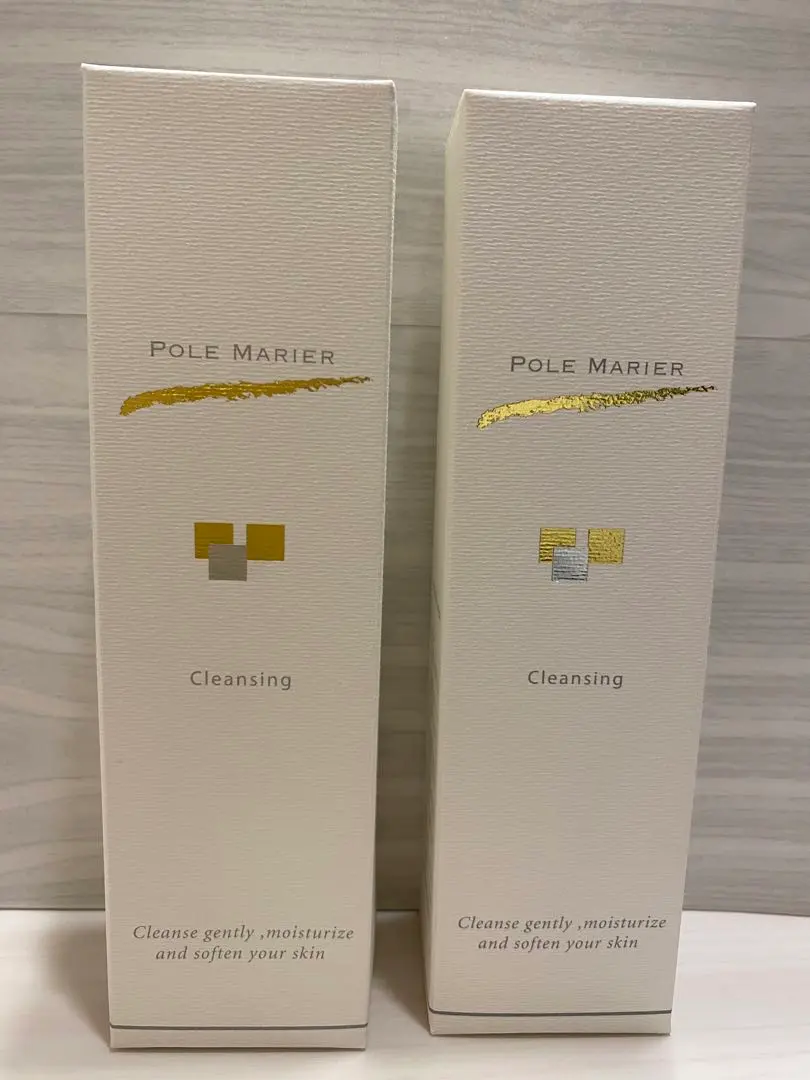 POLE MARIER
Cleansing
Cleanse gently ,moisturize
and soften your skin
POLE MARIER
Cleansing
Cleanse gently ,moisturize
and soften your skin